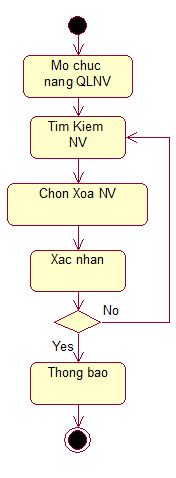 Mo chuc
nang QLNV
Tim Kiem
NV
Chon Xoa NV
Xac nhan
No
Yes
Thong bao